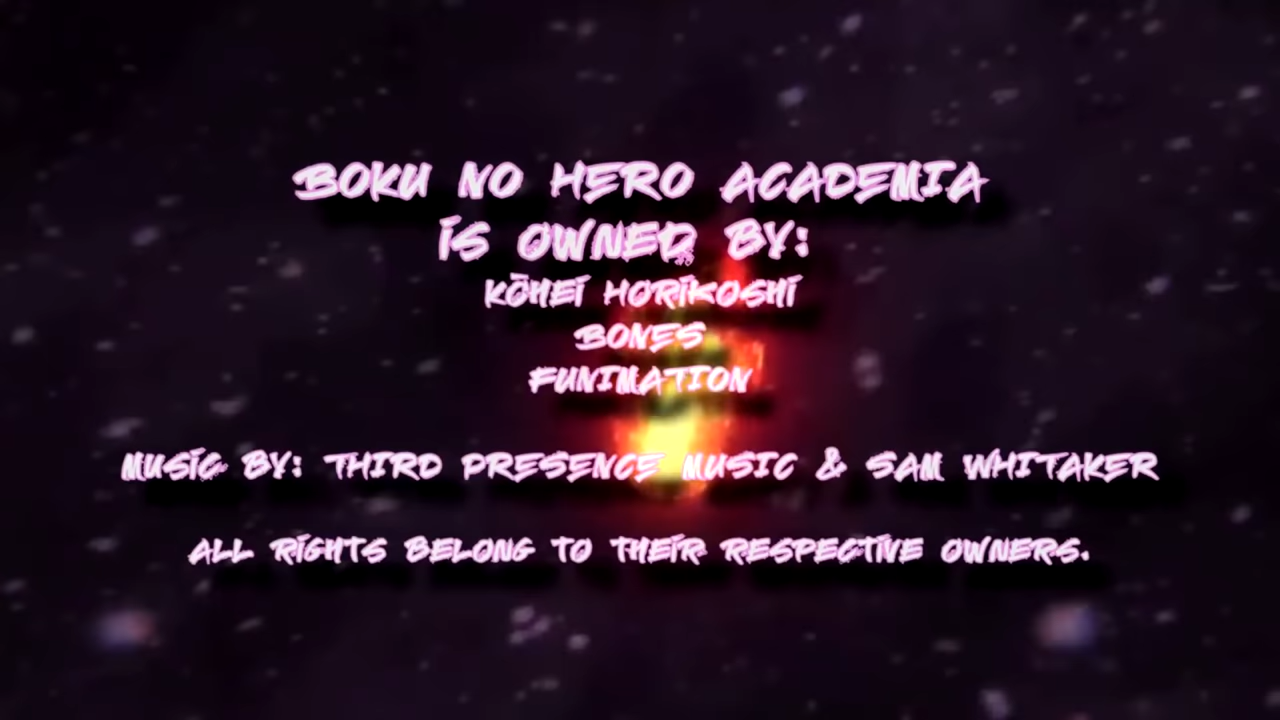 BOKU NO HERO ACADEMIA
IS OWNED BY:
KŌHEI HORIKOSHI
BONES
FUNIMATION
MUSIC BY: THIRD PRESENCE MUSIC & SAM WHITAKER
ALL RIGHTS BELONG TO THEIR RESPECTIVE OWNERS.